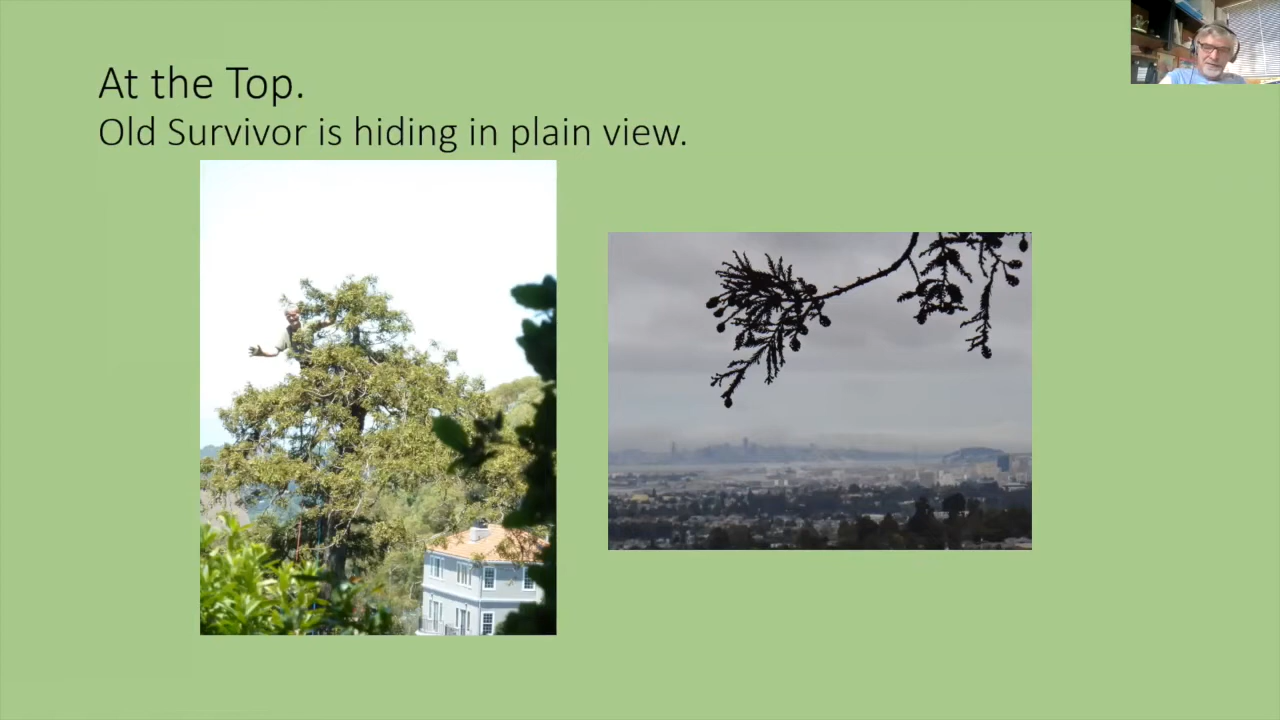 At the Top.
Old Survivor is hiding in plain view.